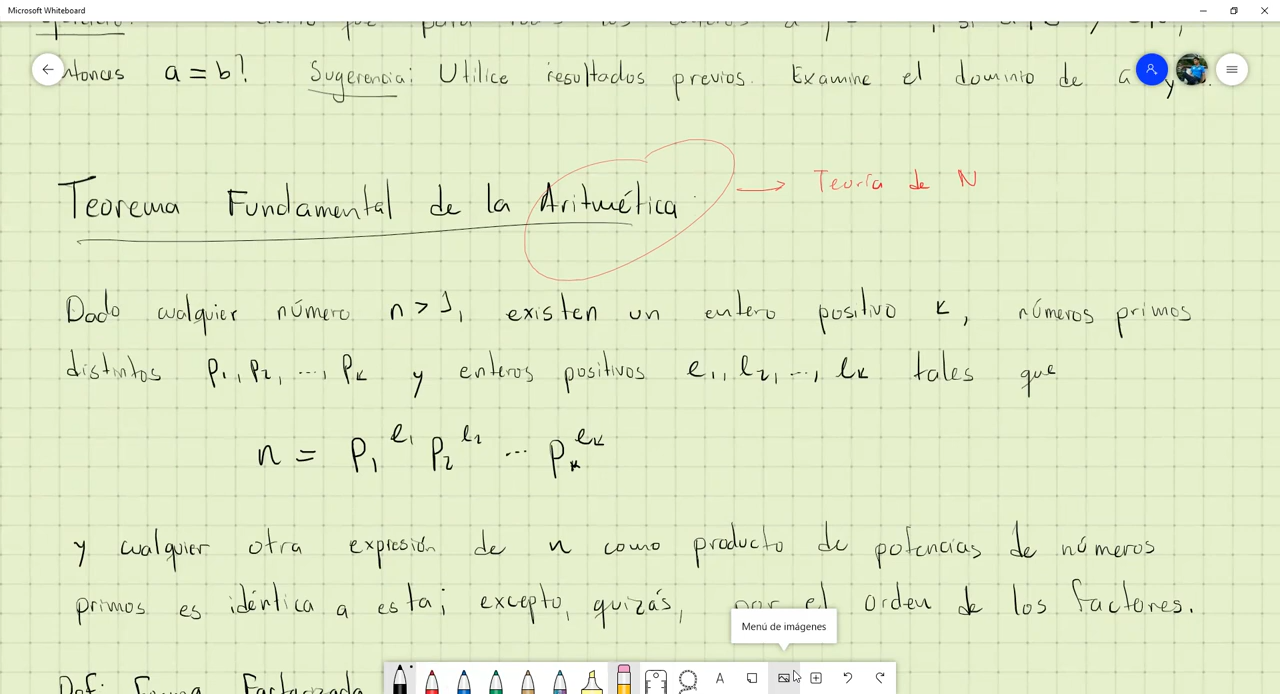 Microsoft Whiteboard
entonces a = b? Sugerencia: Utilice resultados previos. Examine el dominio de a y
Teorema Fundamental de la Aritmética → Teoría de N
Dado cualquier número n > 1, existen un entero positivo k, números primos
distintos p₁, p₂, ..., pₖ y enteros positivos e₁, e₂, ..., eₖ tales que
n = p₁^e₁ p₂^e₂ ... pₖ^eₖ
y cualquier otra expresión de n como producto de potencias de números
primos es idéntica a esta; excepto, quizás, por el orden de los factores.
Menú de imágenes
Def: Forma Factorizada